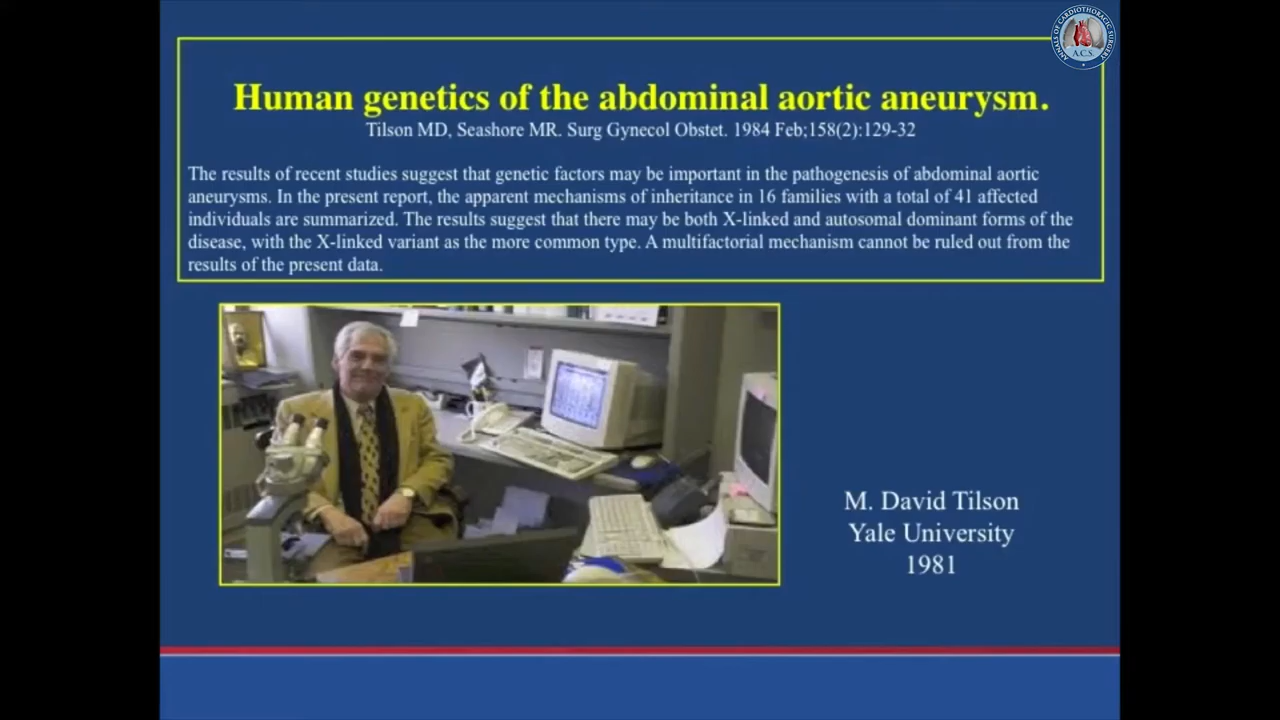 ANNALS OF CARDIOTHORACIC SURGERY
A.C.S.
Human genetics of the abdominal aortic aneurysm.
Tilson MD, Seashore MR. Surg Gynecol Obstet. 1984 Feb;158(2):129-32
The results of recent studies suggest that genetic factors may be important in the pathogenesis of abdominal aortic
aneurysms. In the present report, the apparent mechanisms of inheritance in 16 families with a total of 41 affected
individuals are summarized. The results suggest that there may be both X-linked and autosomal dominant forms of the
disease, with the X-linked variant as the more common type. A multifactorial mechanism cannot be ruled out from the
results of the present data.
M. David Tilson
Yale University
1981